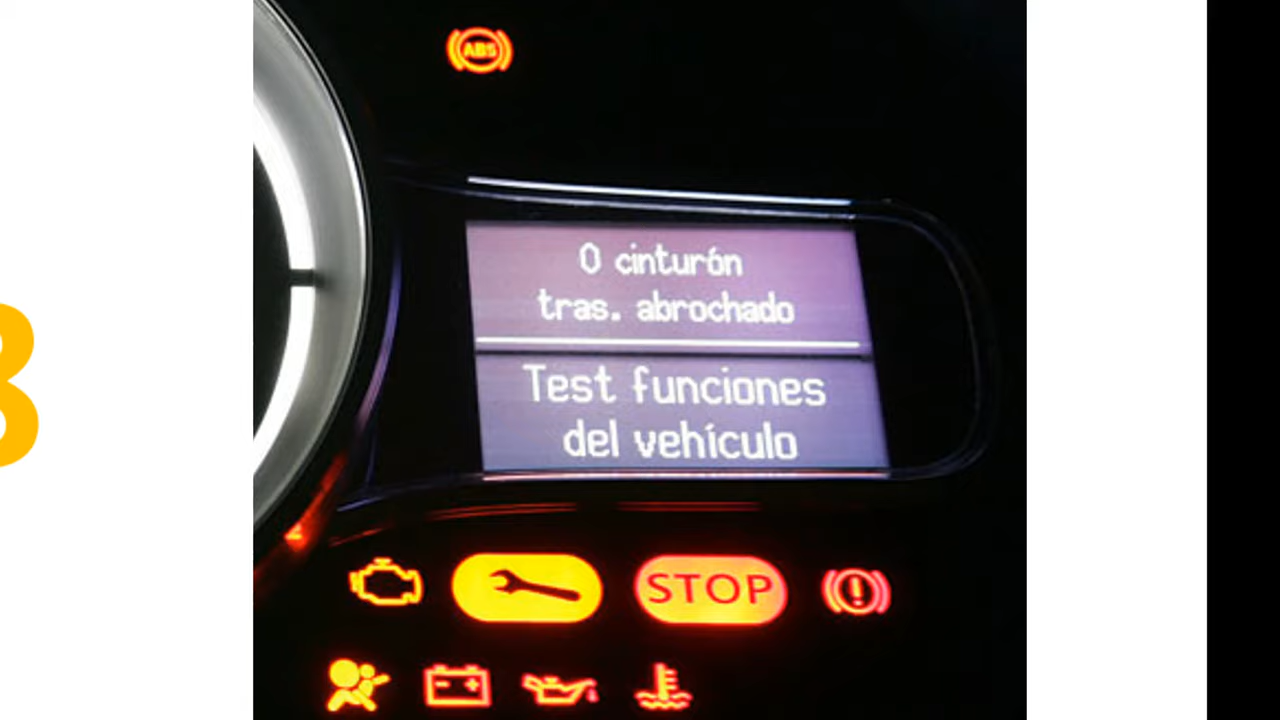 ABS
0 cinturón
tras. abrochado
Test funciones
del vehículo
STOP